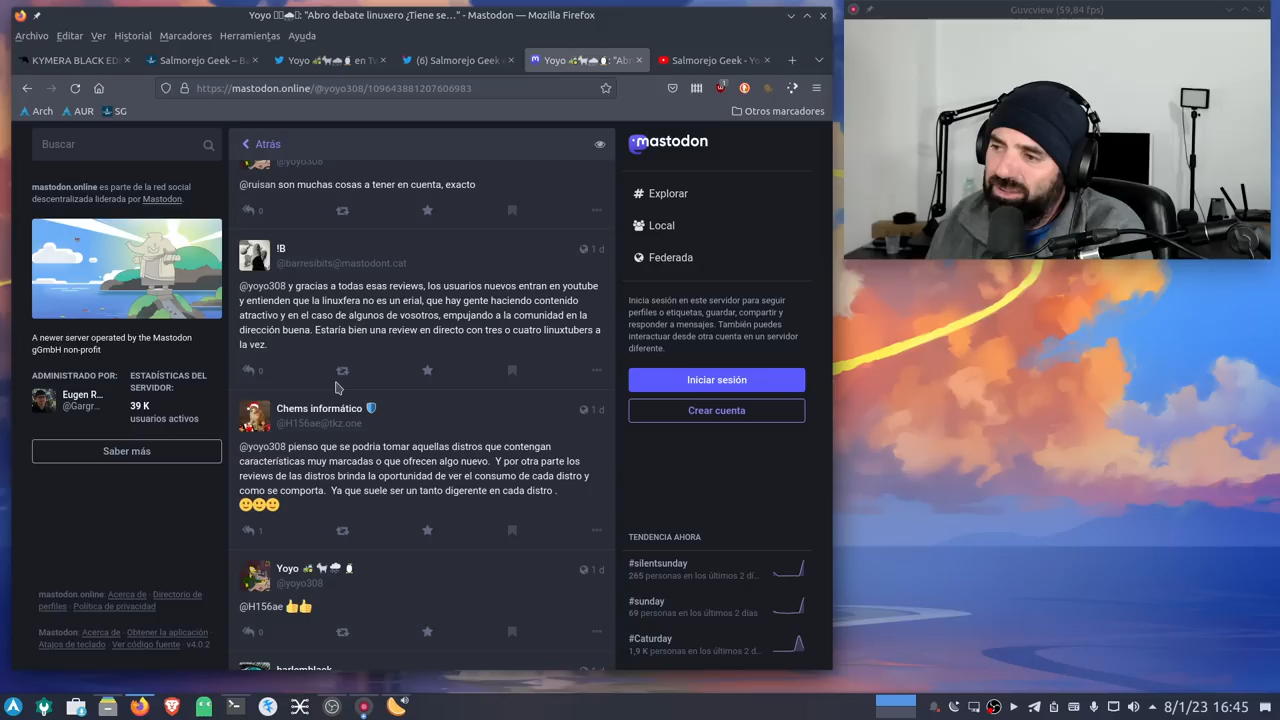 Yoyo: "Abro debate linuxero ¿Tiene se…" - Mastodon — Mozilla Firefox
Guvcview (59,84 fps)
Archivo Editar Ver Historial Marcadores Herramientas Ayuda
KYMERA BLACK ED
Salmorejo Geek – Ba
Yoyo en Tw
(6) Salmorejo Geek
Yoyo : "Abr
Salmorejo Geek - Yo
https://mastodon.online/@yoyo308/109643881207606983
Arch AUR SG
Otros marcadores
Buscar
Atrás
mastodon
@yoyo308
mastodon.online es parte de la red social
descentralizada liderada por Mastodon.
A newer server operated by the Mastodon
gGmbH non-profit
ADMINISTRADO POR:
Eugen R...
@Gargr...
ESTADÍSTICAS DEL
SERVIDOR:
39 K
usuarios activos
Saber más
mastodon.online: Acerca de · Directorio de
perfiles · Política de privacidad
Mastodon: Acerca de · Obtener la aplicación ·
Atajos de teclado · Ver código fuente · v4.0.2
@ruisan son muchas cosas a tener en cuenta, exacto
0
!B
1 d
@barresibits@mastodont.cat
@yoyo308 y gracias a todas esas reviews, los usuarios nuevos entran en youtube
y entienden que la linuxfera no es un erial, que hay gente haciendo contenido
atractivo y en el caso de algunos de vosotros, empujando a la comunidad en la
dirección buena. Estaría bien una review en directo con tres o cuatro linuxtubers a
la vez.
0
Chems informático
1 d
@H156ae@tkz.one
@yoyo308 pienso que se podria tomar aquellas distros que contengan
características muy marcadas o que ofrecen algo nuevo. Y por otra parte los
reviews de las distros brinda la oportunidad de ver el consumo de cada distro y
como se comporta. Ya que suele ser un tanto digerente en cada distro .
1
Yoyo
1 d
@yoyo308
@H156ae
0
harlemblack
1 d
Explorar
Local
Federada
Inicia sesión en este servidor para seguir
perfiles o etiquetas, guardar, compartir y
responder a mensajes. También puedes
interactuar desde otra cuenta en un servidor
diferente.
Iniciar sesión
Crear cuenta
TENDENCIA AHORA
#silentsunday
265 personas en los últimos 2 dí...
#sunday
69 personas en los últimos 2 días
#Caturday
1,9 K personas en los últimos 2 d...
8/1/23 16:45